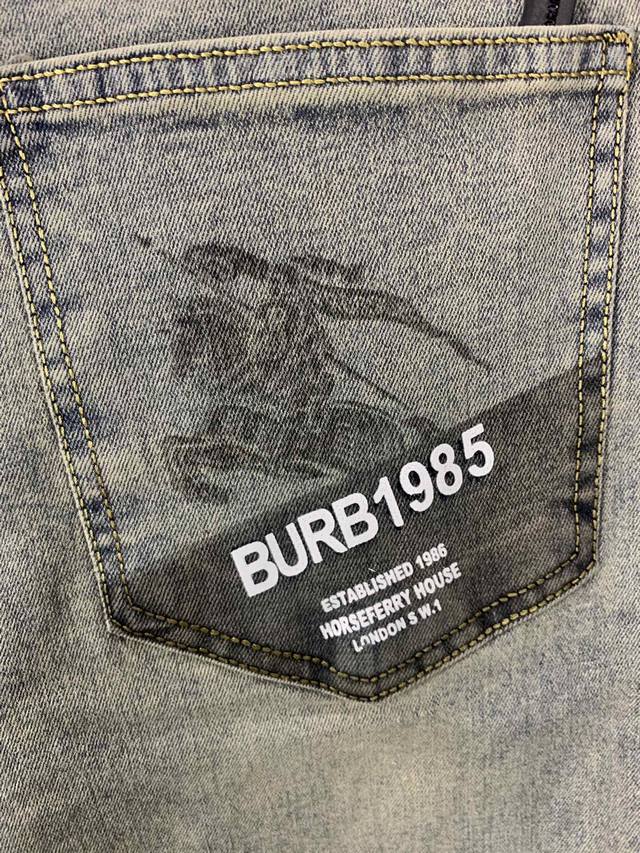 BURB1985
ESTABLISHED 1986
HORSEFERRY HOUSE
LONDON S W.1